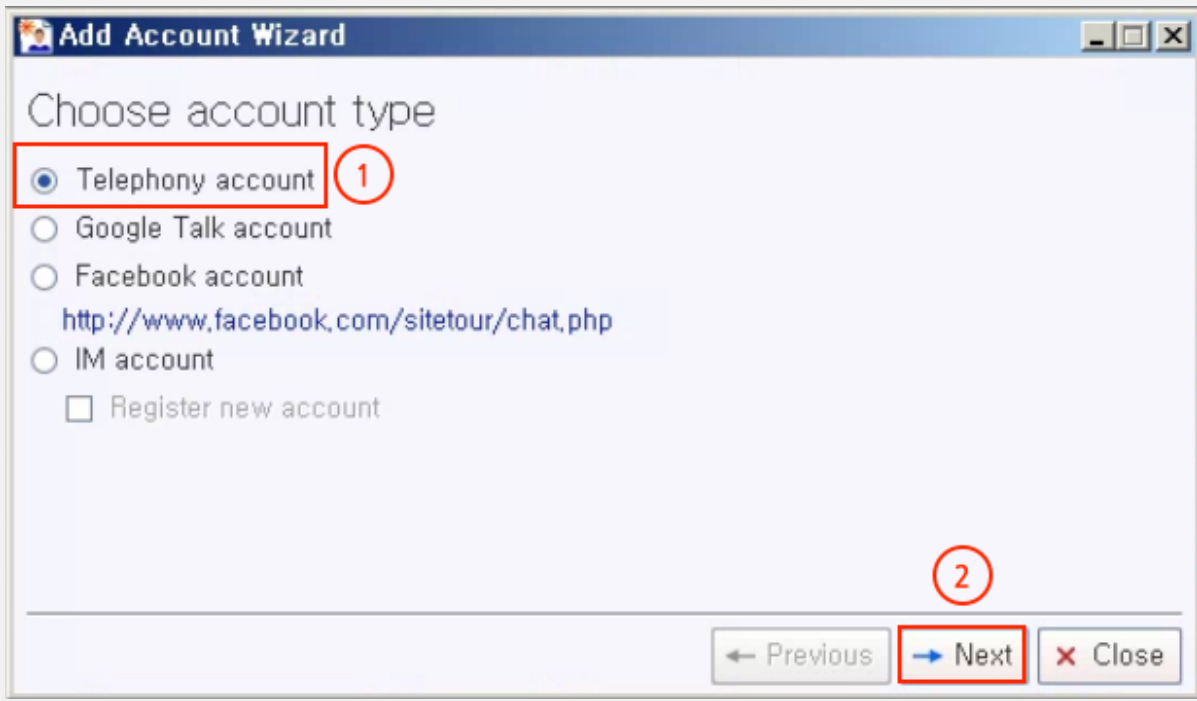 Add Account Wizard
Choose account type
Telephony account 1
Google Talk account
Facebook account
http://www.facebook.com/sitetour/chat.php
IM account
Register new account
2
← Previous → Next × Close